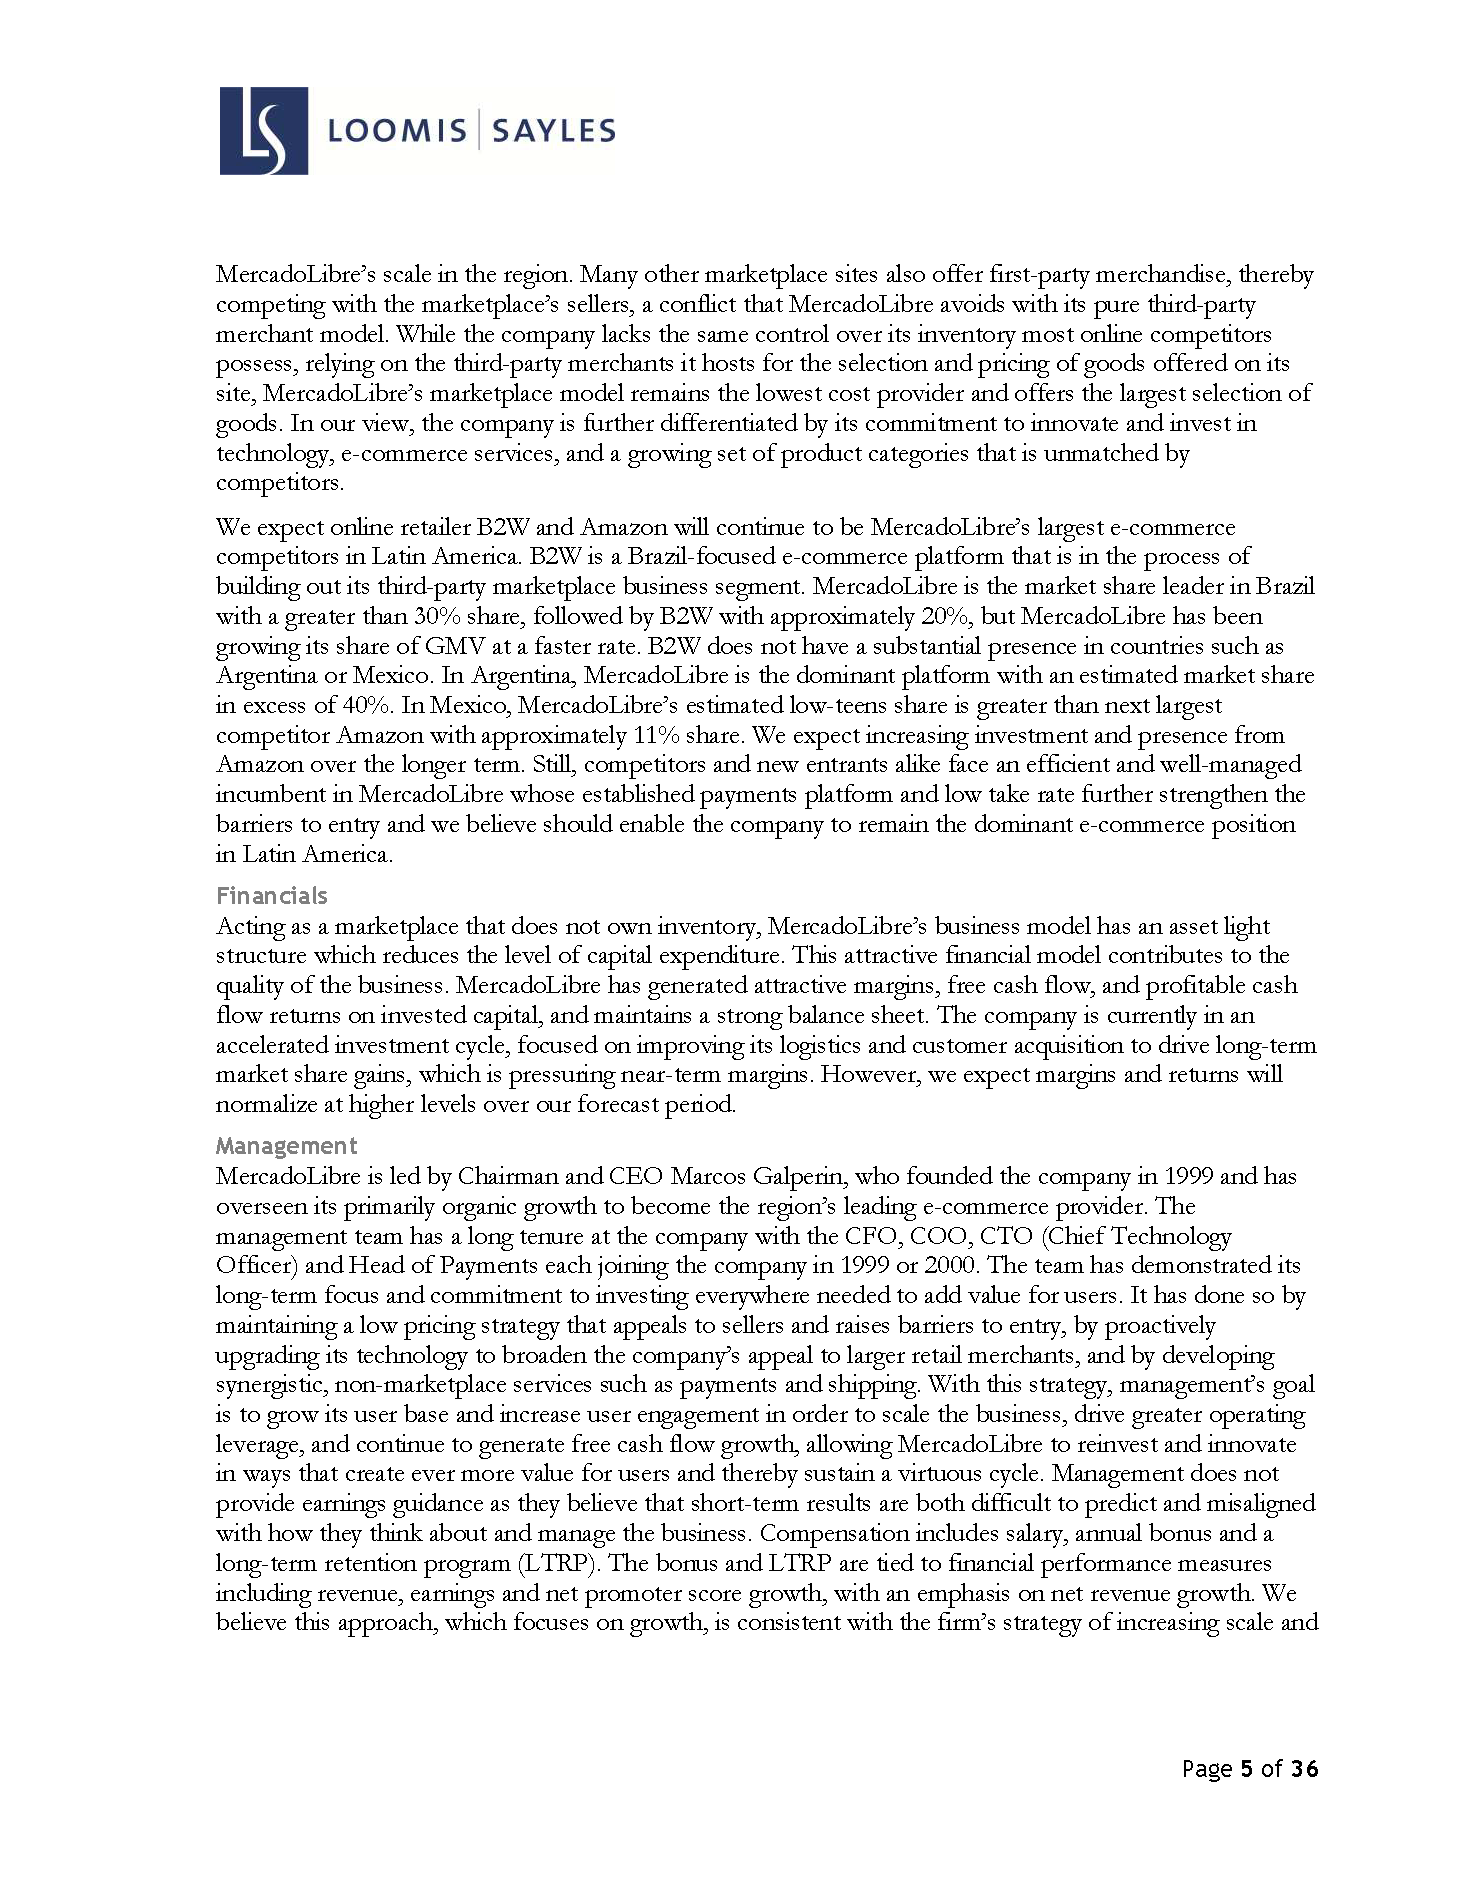 LS LOOMIS | SAYLES
MercadoLibre’s scale in the region. Many other marketplace sites also offer first-party merchandise, thereby
competing with the marketplace’s sellers, a conflict that MercadoLibre avoids with its pure third-party
merchant model. While the company lacks the same control over its inventory most online competitors
possess, relying on the third-party merchants it hosts for the selection and pricing of goods offered on its
site, MercadoLibre’s marketplace model remains the lowest cost provider and offers the largest selection of
goods. In our view, the company is further differentiated by its commitment to innovate and invest in
technology, e-commerce services, and a growing set of product categories that is unmatched by
competitors.
We expect online retailer B2W and Amazon will continue to be MercadoLibre’s largest e-commerce
competitors in Latin America. B2W is a Brazil-focused e-commerce platform that is in the process of
building out its third-party marketplace business segment. MercadoLibre is the market share leader in Brazil
with a greater than 30% share, followed by B2W with approximately 20%, but MercadoLibre has been
growing its share of GMV at a faster rate. B2W does not have a substantial presence in countries such as
Argentina or Mexico. In Argentina, MercadoLibre is the dominant platform with an estimated market share
in excess of 40%. In Mexico, MercadoLibre’s estimated low-teens share is greater than next largest
competitor Amazon with approximately 11% share. We expect increasing investment and presence from
Amazon over the longer term. Still, competitors and new entrants alike face an efficient and well-managed
incumbent in MercadoLibre whose established payments platform and low take rate further strengthen the
barriers to entry and we believe should enable the company to remain the dominant e-commerce position
in Latin America.
Financials
Acting as a marketplace that does not own inventory, MercadoLibre’s business model has an asset light
structure which reduces the level of capital expenditure. This attractive financial model contributes to the
quality of the business. MercadoLibre has generated attractive margins, free cash flow, and profitable cash
flow returns on invested capital, and maintains a strong balance sheet. The company is currently in an
accelerated investment cycle, focused on improving its logistics and customer acquisition to drive long-term
market share gains, which is pressuring near-term margins. However, we expect margins and returns will
normalize at higher levels over our forecast period.
Management
MercadoLibre is led by Chairman and CEO Marcos Galperin, who founded the company in 1999 and has
overseen its primarily organic growth to become the region’s leading e-commerce provider. The
management team has a long tenure at the company with the CFO, COO, CTO (Chief Technology
Officer) and Head of Payments each joining the company in 1999 or 2000. The team has demonstrated its
long-term focus and commitment to investing everywhere needed to add value for users. It has done so by
maintaining a low pricing strategy that appeals to sellers and raises barriers to entry, by proactively
upgrading its technology to broaden the company’s appeal to larger retail merchants, and by developing
synergistic, non-marketplace services such as payments and shipping. With this strategy, management’s goal
is to grow its user base and increase user engagement in order to scale the business, drive greater operating
leverage, and continue to generate free cash flow growth, allowing MercadoLibre to reinvest and innovate
in ways that create ever more value for users and thereby sustain a virtuous cycle. Management does not
provide earnings guidance as they believe that short-term results are both difficult to predict and misaligned
with how they think about and manage the business. Compensation includes salary, annual bonus and a
long-term retention program (LTRP). The bonus and LTRP are tied to financial performance measures
including revenue, earnings and net promoter score growth, with an emphasis on net revenue growth. We
believe this approach, which focuses on growth, is consistent with the firm’s strategy of increasing scale and
Page 5 of 36